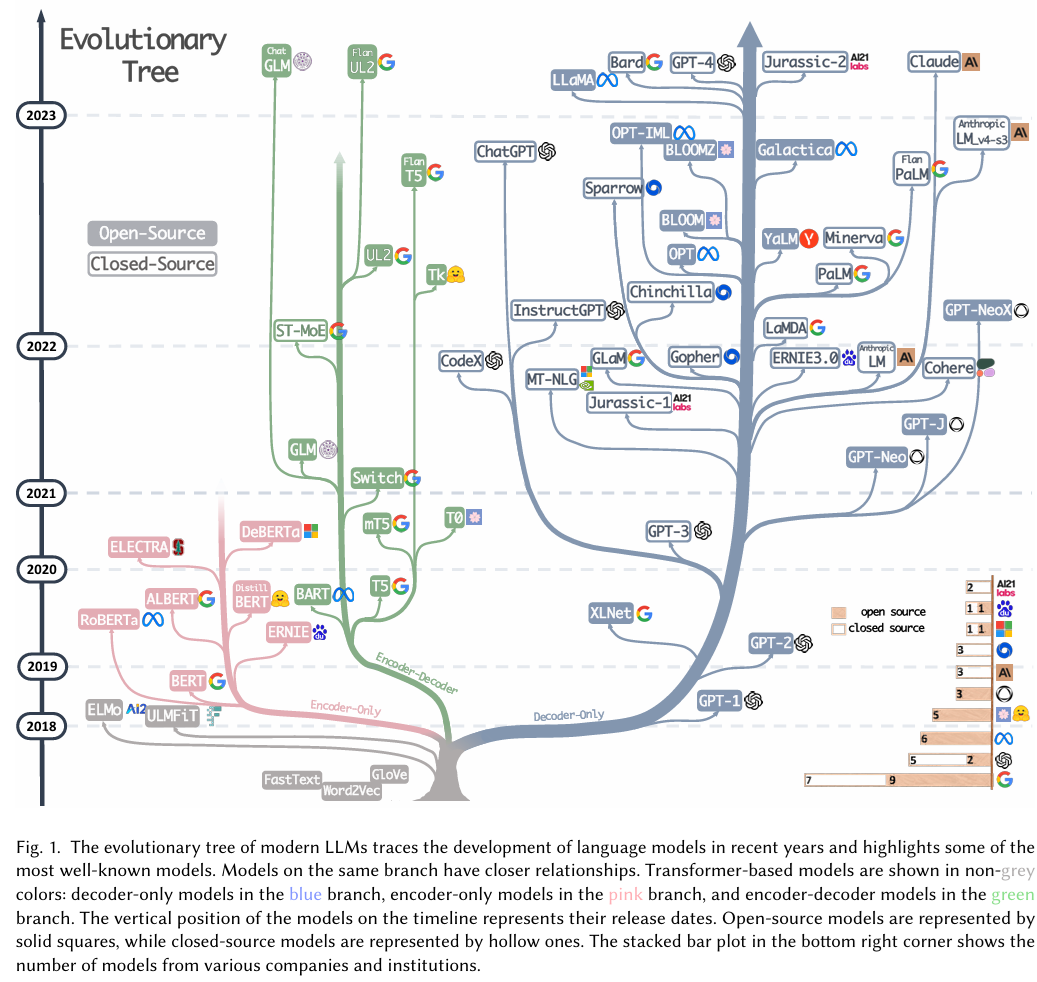 Evolutionary
Tree
2023
2022
2021
2020
2019
2018
Open-Source
Closed-Source
Chat
GLM
Flan
UL2
Flan
T5
UL2
Tk
ST-MoE
GLM
Switch
mT5
T0
DeBERTa
ELECTRA
ALBERT
Distill
BERT
BART
T5
RoBERTa
ERNIE
BERT
ELMo
AI2
ULMFiT
Encoder-Only
Encoder-Decoder
Decoder-Only
FastText
Word2Vec
GloVe
LLaMA
Bard
GPT-4
Jurassic-2
AI21
labs
Claude
A\
Anthropic
LM_v4-s3
A\
ChatGPT
OPT-IML
BLOOMZ
Galactica
Flan
PaLM
Sparrow
BLOOM
OPT
YaLM
Y
Minerva
PaLM
Chinchilla
InstructGPT
GPT-NeoX
LaMDA
CodeX
GLaM
Gopher
ERNIE3.0
du
Anthropic
LM
A\
Cohere
MT-NLG
Jurassic-1
AI21
labs
GPT-J
GPT-Neo
GPT-3
XLNet
GPT-2
GPT-1
open source
closed source
2
AI21
labs
1 1
du
1 1
3
3
A\
3
5
6
5 2
7 9
Fig. 1. The evolutionary tree of modern LLMs traces the development of language models in recent years and highlights some of the
most well-known models. Models on the same branch have closer relationships. Transformer-based models are shown in non-grey
colors: decoder-only models in the blue branch, encoder-only models in the pink branch, and encoder-decoder models in the green
branch. The vertical position of the models on the timeline represents their release dates. Open-source models are represented by
solid squares, while closed-source models are represented by hollow ones. The stacked bar plot in the bottom right corner shows the
number of models from various companies and institutions.